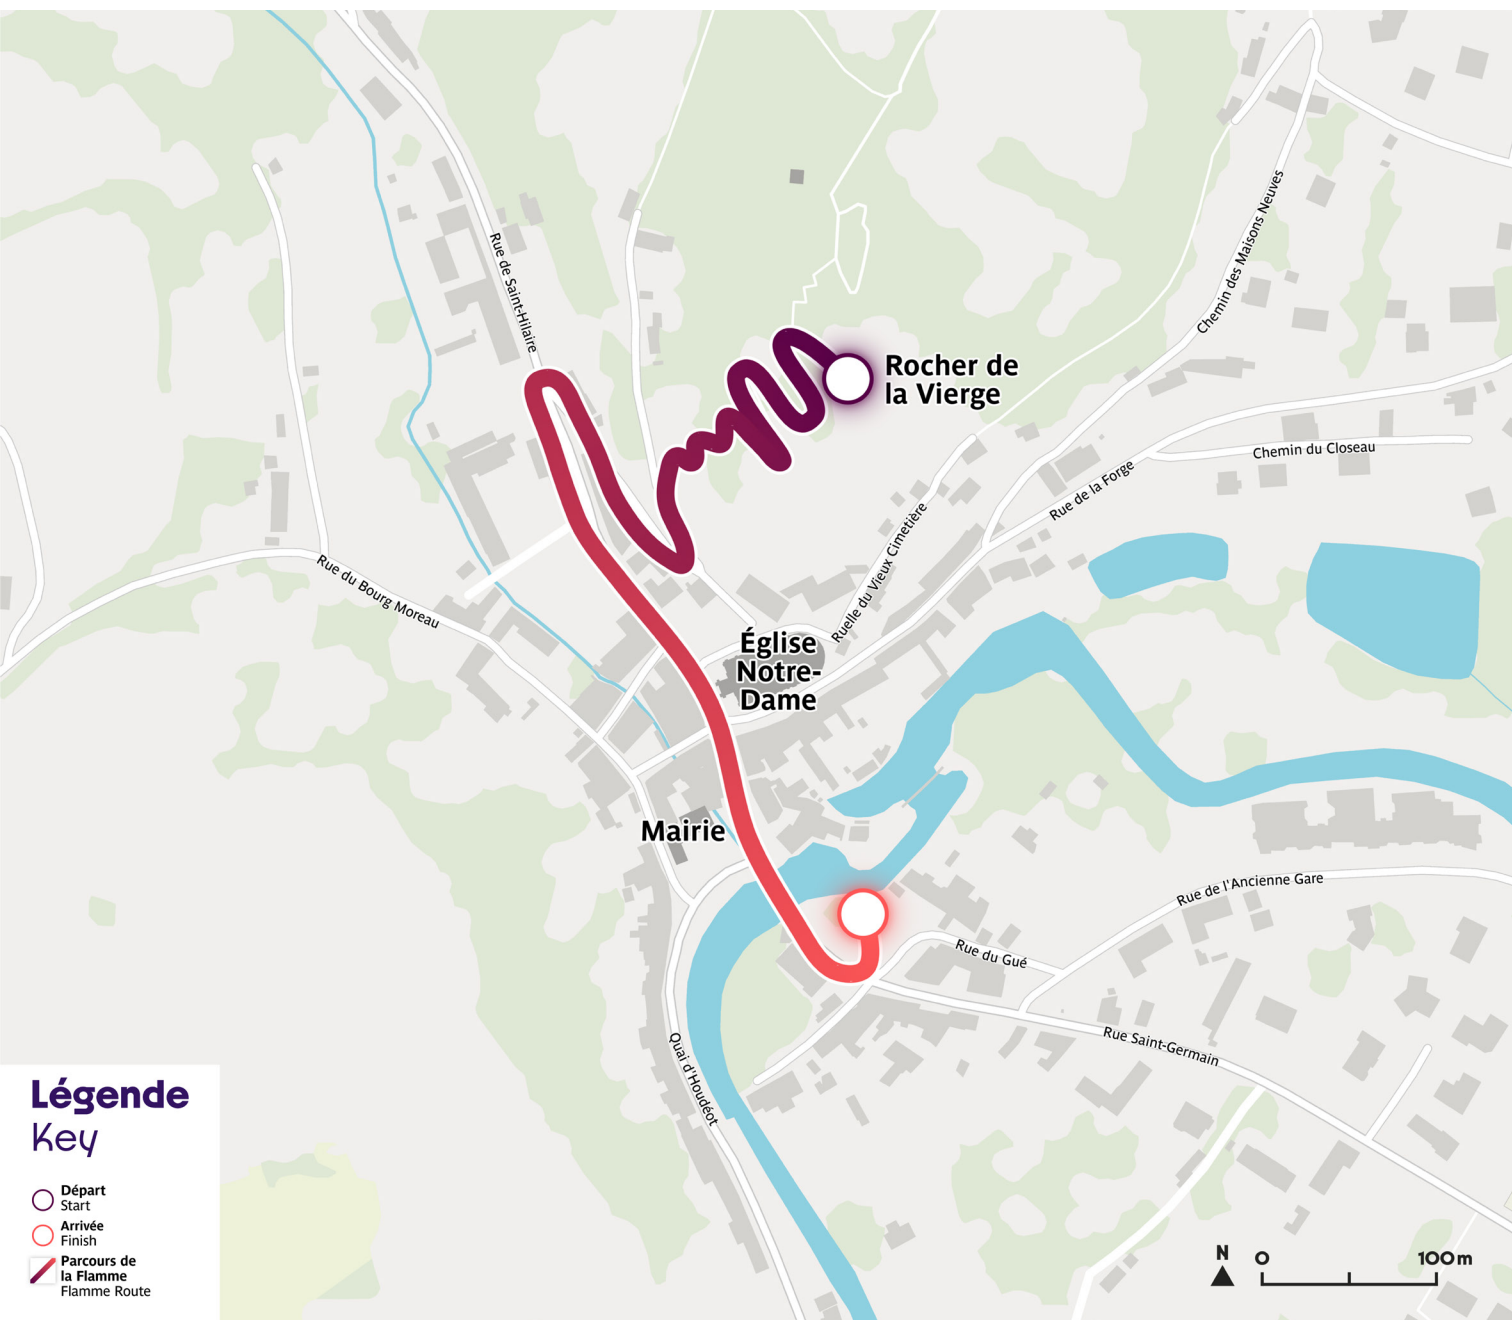 Rue de Saint-Hilaire
Chemin des Maisons Neuves
Rocher de
la Vierge
Chemin du Closeau
Rue de la Forge
Ruelle du Vieux Cimetière
Rue du Bourg Moreau
Église
Notre-
Dame
Mairie
Rue de l'Ancienne Gare
Rue du Gué
Rue Saint-Germain
Quai d'Houdéot
Légende
Key
Départ
Start
Arrivée
Finish
Parcours de
la Flamme
Flamme Route
N 0 100m